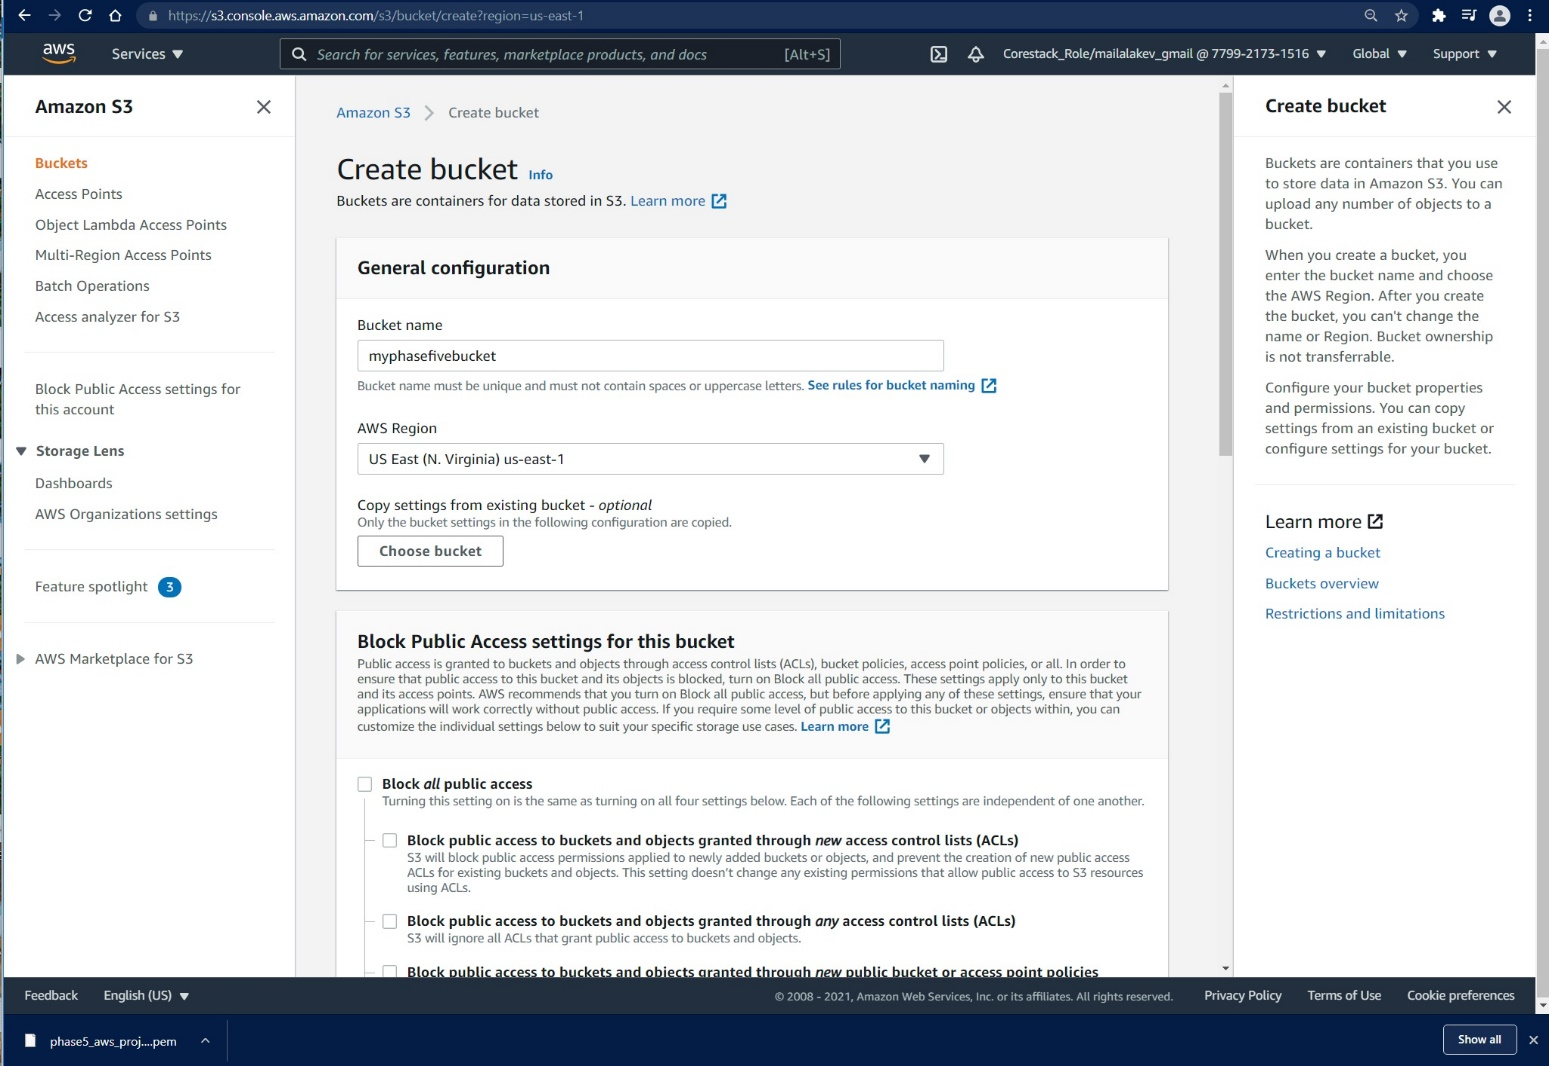 https://s3.console.aws.amazon.com/s3/bucket/create?region=us-east-1
aws
Services
Search for services, features, marketplace products, and docs
[Alt+S]
Corestack_Role/mailalakev_gmail @ 7799-2173-1516
Global
Support
Amazon S3
Buckets
Access Points
Object Lambda Access Points
Multi-Region Access Points
Batch Operations
Access analyzer for S3
Block Public Access settings for
this account
Storage Lens
Dashboards
AWS Organizations settings
Feature spotlight 3
AWS Marketplace for S3
Amazon S3 > Create bucket
Create bucket Info
Buckets are containers for data stored in S3. Learn more
General configuration
Bucket name
myphasefivebucket
Bucket name must be unique and must not contain spaces or uppercase letters. See rules for bucket naming
AWS Region
US East (N. Virginia) us-east-1
Copy settings from existing bucket - optional
Only the bucket settings in the following configuration are copied.
Choose bucket
Block Public Access settings for this bucket
Public access is granted to buckets and objects through access control lists (ACLs), bucket policies, access point policies, or all. In order to
ensure that public access to this bucket and its objects is blocked, turn on Block all public access. These settings apply only to this bucket
and its access points. AWS recommends that you turn on Block all public access, but before applying any of these settings, ensure that your
applications will work correctly without public access. If you require some level of public access to this bucket or objects within, you can
customize the individual settings below to suit your specific storage use cases. Learn more
Block all public access
Turning this setting on is the same as turning on all four settings below. Each of the following settings are independent of one another.
Block public access to buckets and objects granted through new access control lists (ACLs)
S3 will block public access permissions applied to newly added buckets or objects, and prevent the creation of new public access
ACLs for existing buckets and objects. This setting doesn't change any existing permissions that allow public access to S3 resources
using ACLs.
Block public access to buckets and objects granted through any access control lists (ACLs)
S3 will ignore all ACLs that grant public access to buckets and objects.
Block public access to buckets and objects granted through new public bucket or access point policies
Create bucket
Buckets are containers that you use
to store data in Amazon S3. You can
upload any number of objects to a
bucket.
When you create a bucket, you
enter the bucket name and choose
the AWS Region. After you create
the bucket, you can't change the
name or Region. Bucket ownership
is not transferrable.
Configure your bucket properties
and permissions. You can copy
settings from an existing bucket or
configure settings for your bucket.
Learn more
Creating a bucket
Buckets overview
Restrictions and limitations
Feedback
English (US)
© 2008 - 2021, Amazon Web Services, Inc. or its affiliates. All rights reserved.
Privacy Policy
Terms of Use
Cookie preferences
phase5_aws_proj....pem
Show all